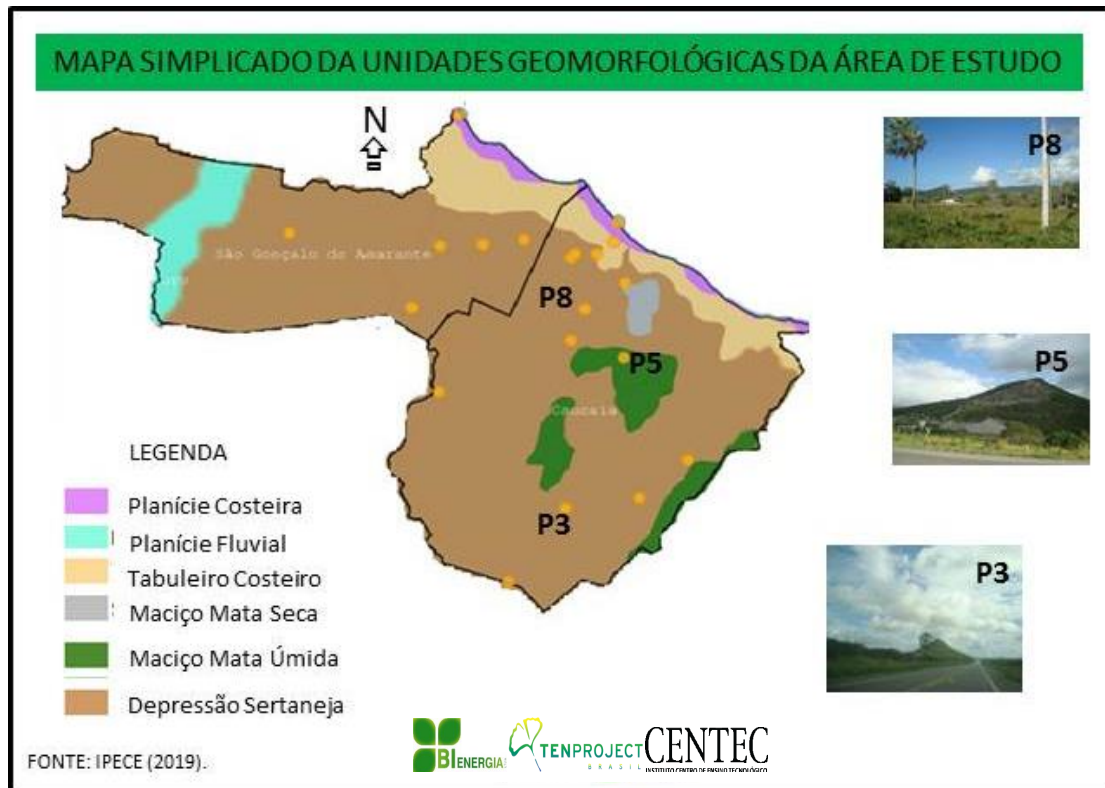 MAPA SIMPLICADO DA UNIDADES GEOMORFOLÓGICAS DA ÁREA DE ESTUDO
N
P8
São Gonçalo do Amarante
P8
P5
P5
Caucaia
LEGENDA
Planície Costeira
P3
Planície Fluvial
P3
Tabuleiro Costeiro
Maciço Mata Seca
Maciço Mata Úmida
Depressão Sertaneja
FONTE: IPECE (2019).
BI ENERGIA
TENPROJECT
BRASIL
CENTEC
INSTITUTO CENTRO DE ENSINO TECNOLÓGICO